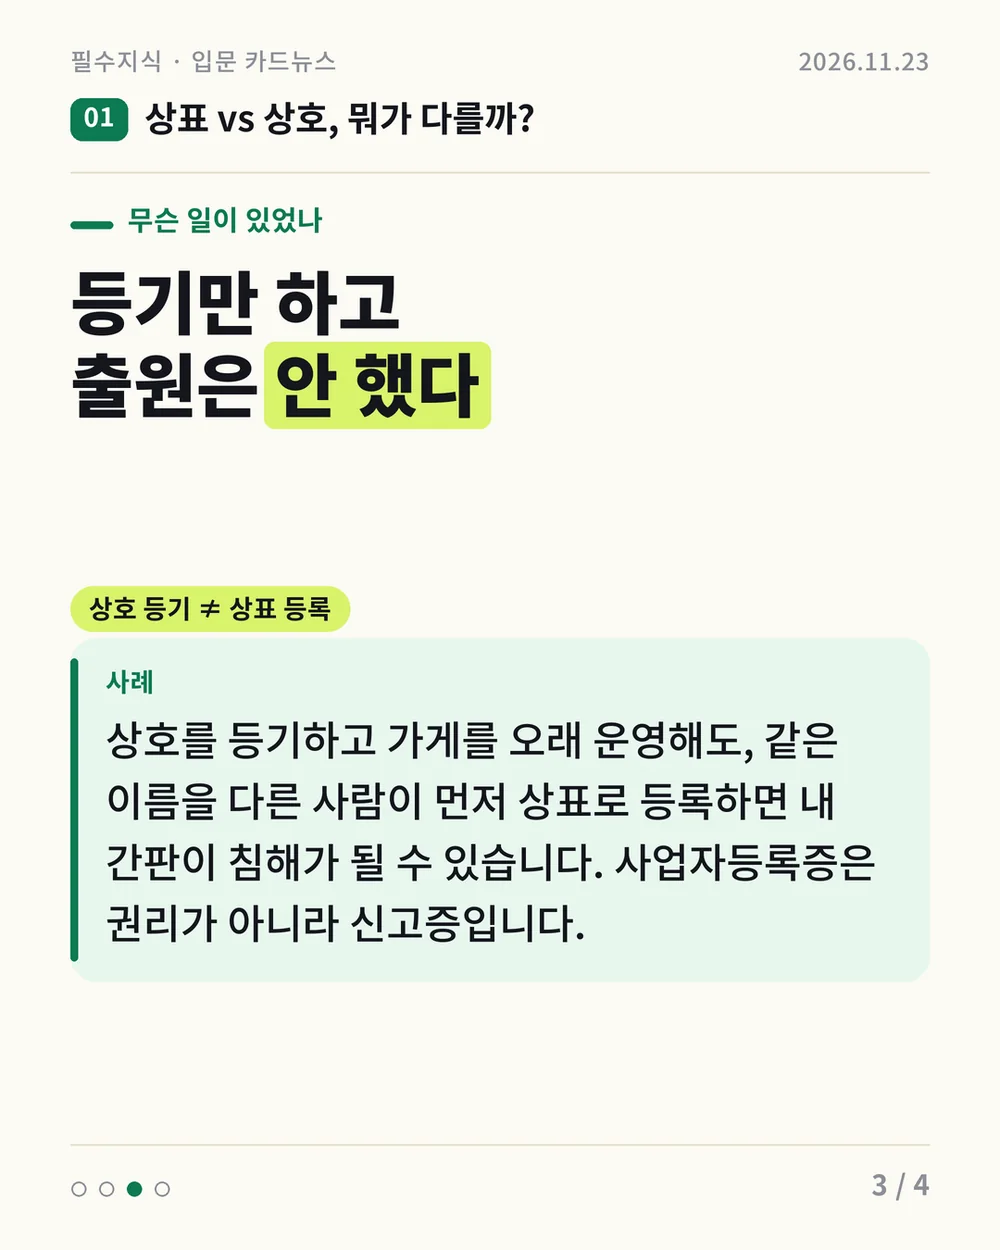 필수지식 · 입문 카드뉴스
2026.11.23
01 상표 vs 상호, 뭐가 다를까?
무슨 일이 있었나
등기만 하고
출원은 안 했다
상호 등기 ≠ 상표 등록
사례
상호를 등기하고 가게를 오래 운영해도, 같은
이름을 다른 사람이 먼저 상표로 등록하면 내
간판이 침해가 될 수 있습니다. 사업자등록증은
권리가 아니라 신고증입니다.
3 / 4